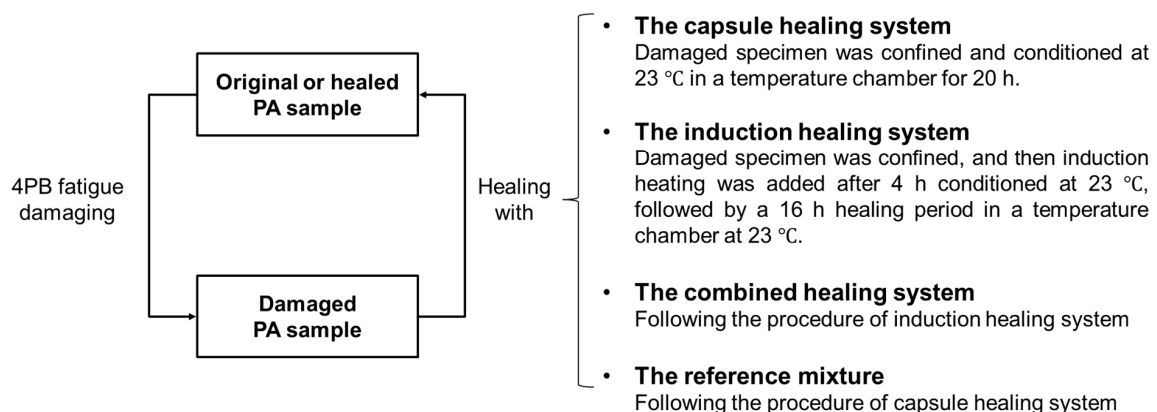 Original or healed
PA sample
4PB fatigue
damaging
Damaged
PA sample
Healing
with
• The capsule healing system
Damaged specimen was confined and conditioned at
23 ℃ in a temperature chamber for 20 h.
• The induction healing system
Damaged specimen was confined, and then induction
heating was added after 4 h conditioned at 23 ℃,
followed by a 16 h healing period in a temperature
chamber at 23 ℃.
• The combined healing system
Following the procedure of induction healing system
• The reference mixture
Following the procedure of capsule healing system